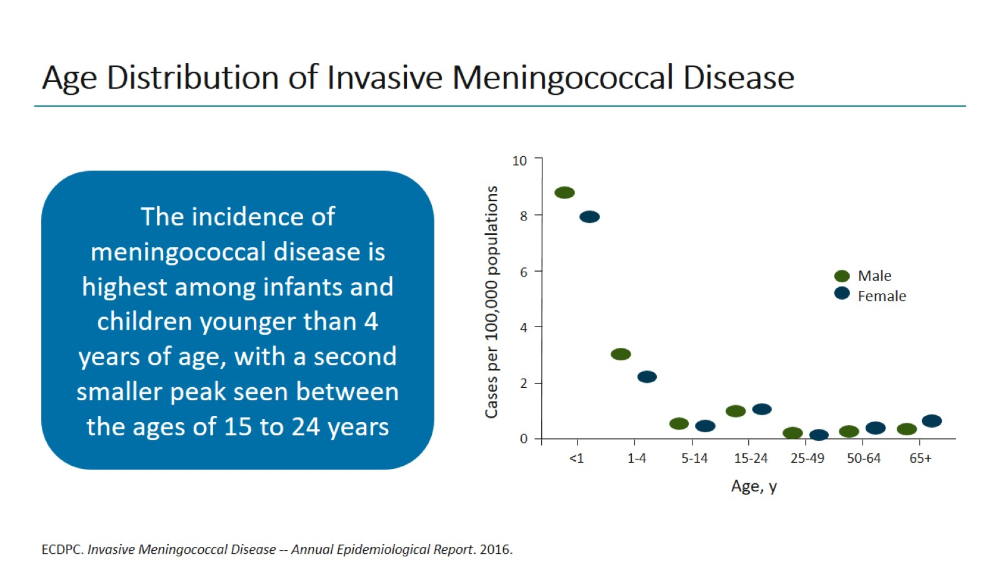 Age Distribution of Invasive Meningococcal Disease
The incidence of
meningococcal disease is
highest among infants and
children younger than 4
years of age, with a second
smaller peak seen between
the ages of 15 to 24 years
Cases per 100,000 populations
10
8
6
4
2
0
Male
Female
<1 1-4 5-14 15-24 25-49 50-64 65+
Age, y
ECDPC. Invasive Meningococcal Disease -- Annual Epidemiological Report. 2016.